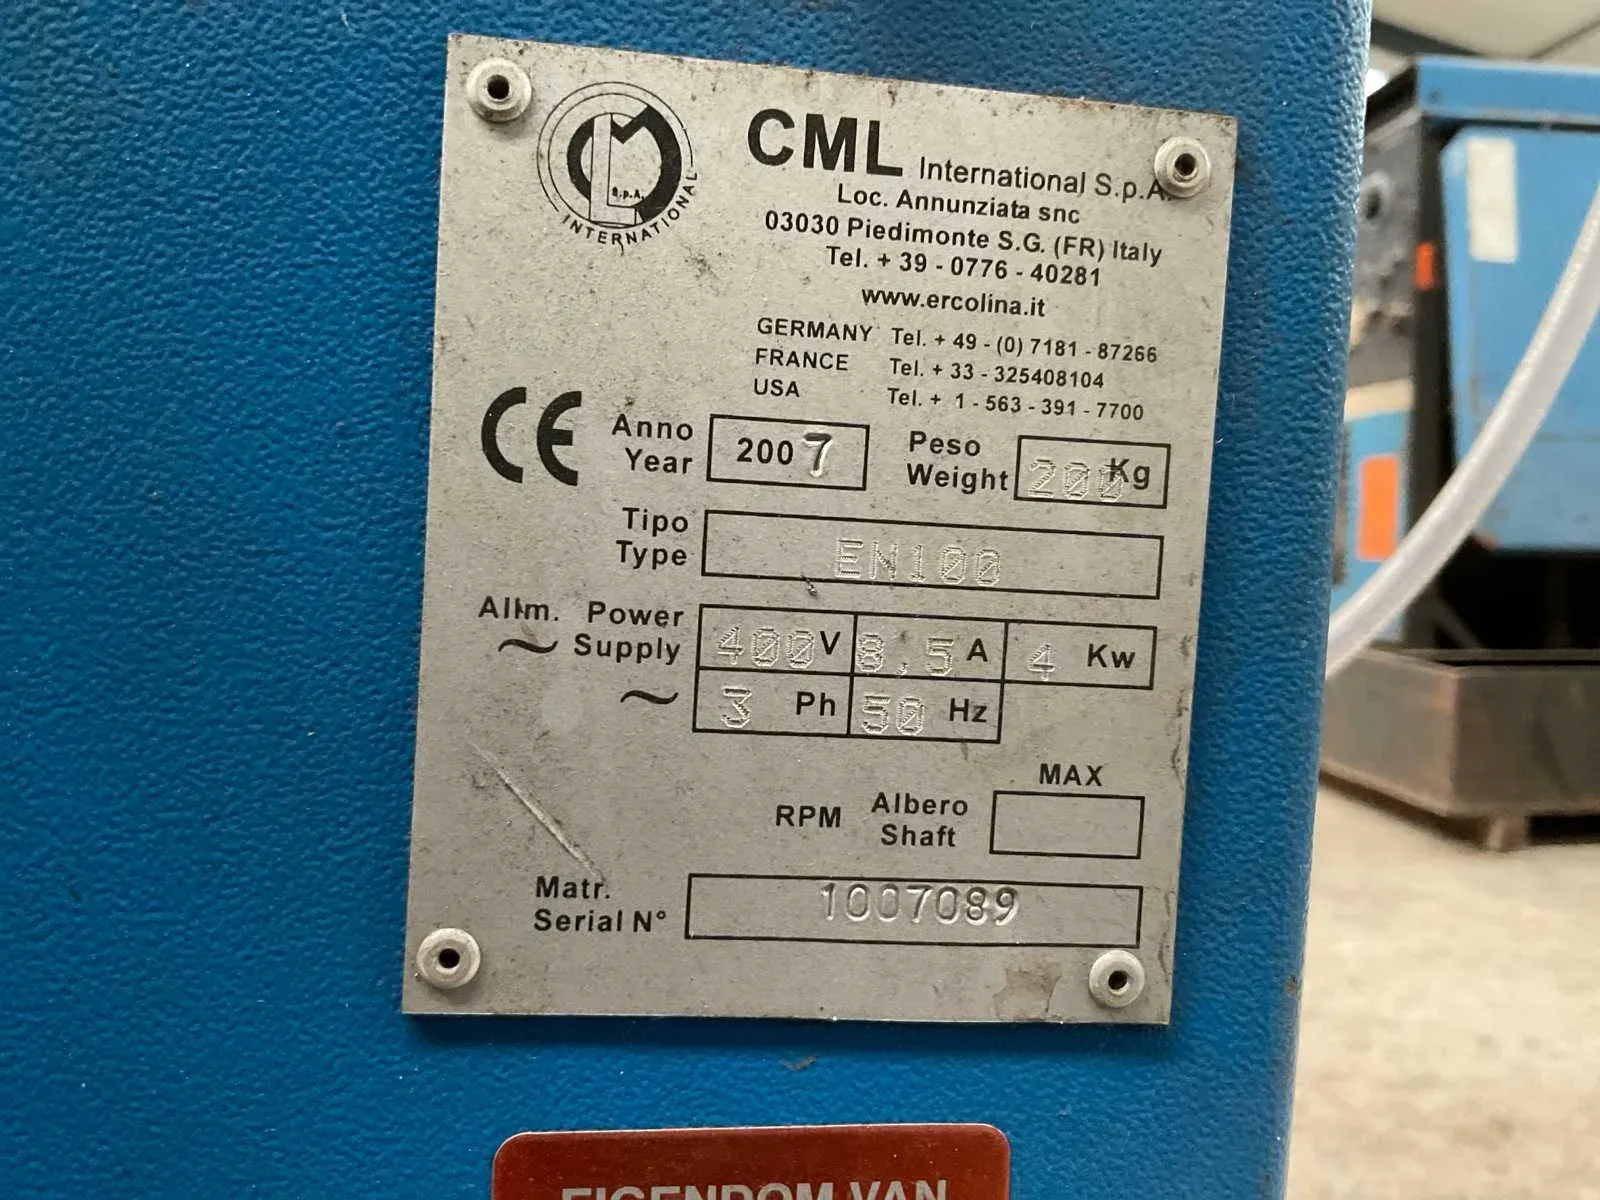 S.p.A.
INTERNATIONAL
CML International S.p.A.
Loc. Annunziata snc
03030 Piedimonte S.G. (FR) Italy
Tel. + 39 - 0776 - 40281
www.ercolina.it
GERMANY Tel. + 49 - (0) 7181 - 87266
FRANCE Tel. + 33 - 325408104
USA Tel. + 1 - 563 - 391 - 7700
CE
Anno
Year 2007
Peso
Weight 200 Kg
Tipo
Type EN100
Alim. Power
~ Supply 400 V 8.5 A 4 Kw
~ 3 Ph 50 Hz
MAX
RPM Albero
Shaft
Matr.
Serial N° 1007089
EIGENDOM VAN